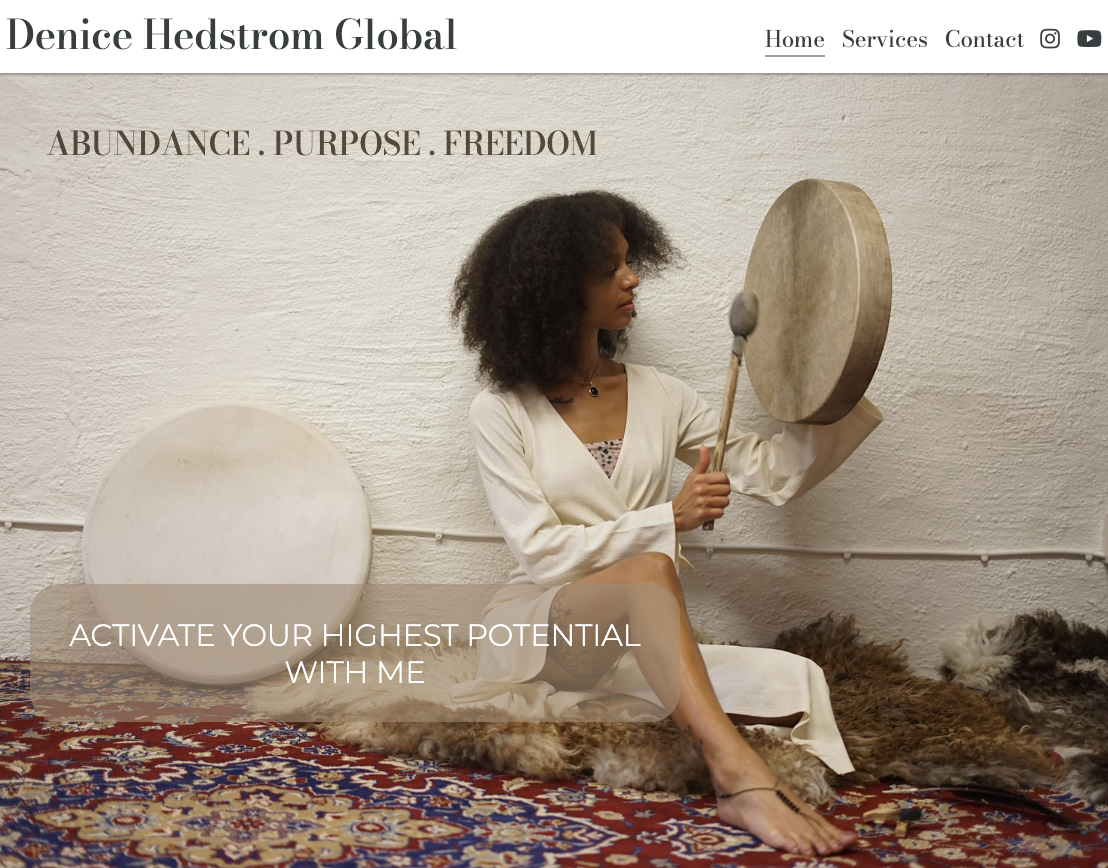 Denice Hedstrom Global
Home Services Contact
ABUNDANCE . PURPOSE . FREEDOM
ACTIVATE YOUR HIGHEST POTENTIAL
WITH ME